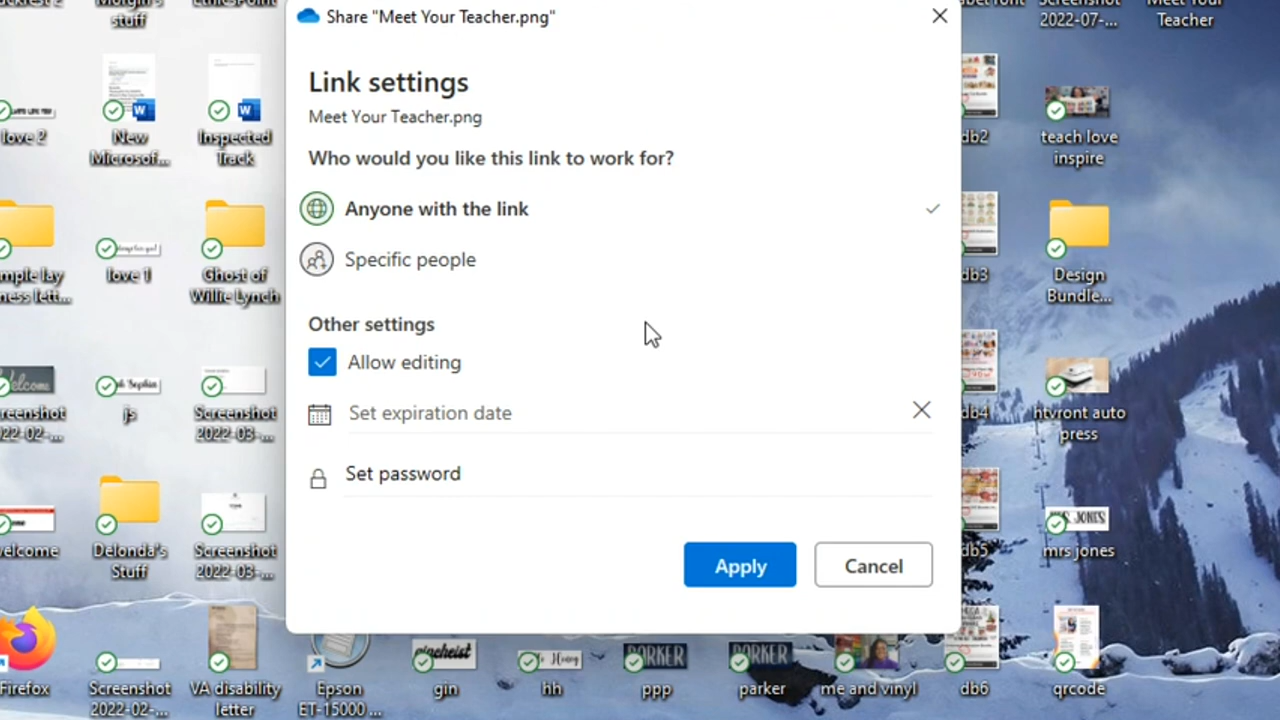 Share "Meet Your Teacher.png"
Link settings
Meet Your Teacher.png
Who would you like this link to work for?
Anyone with the link
Specific people
Other settings
Allow editing
Set expiration date
Set password
Apply
Cancel
stuff
love 2
New
Microsof...
Inspected
Track
love 1
Ghost of
Willie Lynch
js
Screenshot
2022-03-...
Delonda's
Stuff
Screenshot
2022-03-...
Firefox
Screenshot
2022-02-...
VA disability
letter
Epson
ET-15000 ...
gin
hh
PARKER
ppp
PARKER
parker
me and vinyl
db6
qrcode
2022-07-...
Meet Your
Teacher
db2
teach love
inspire
db3
Design
Bundle...
db4
htvront auto
press
db5
MRS JONES
mrs jones